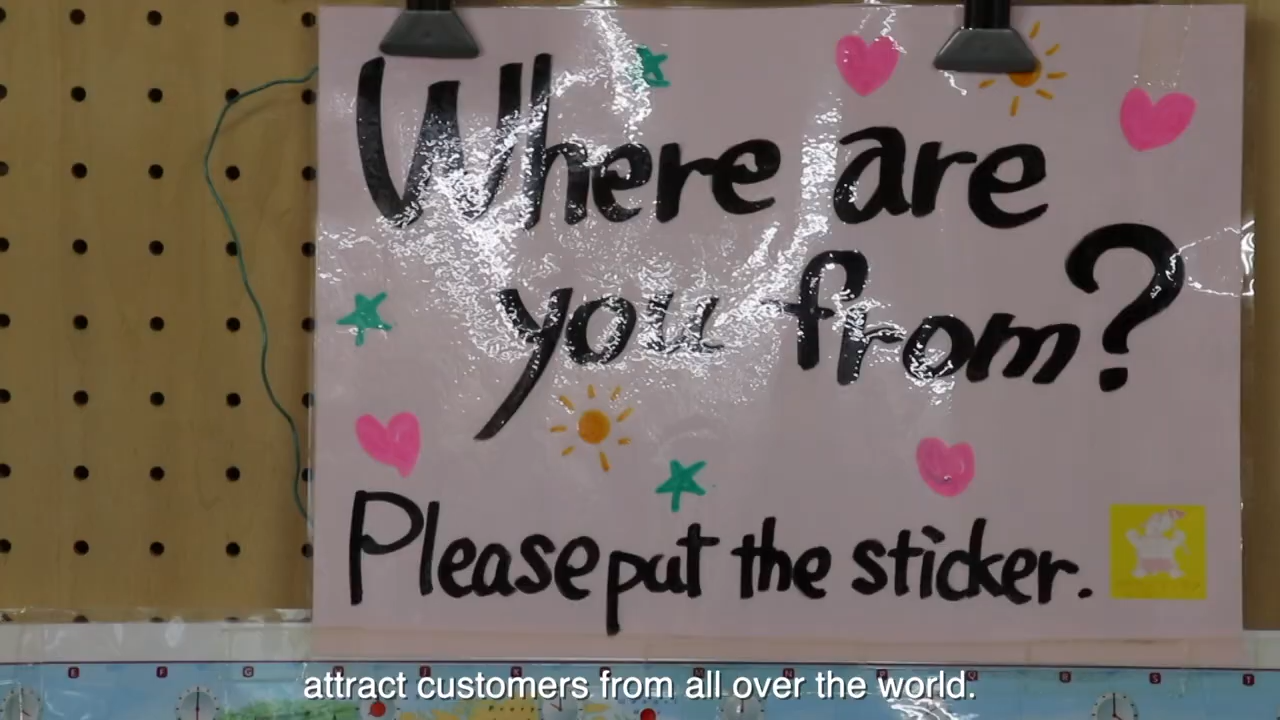 Where are
you from?
Please put the sticker.
E F G H I
attract customers from all over the world.